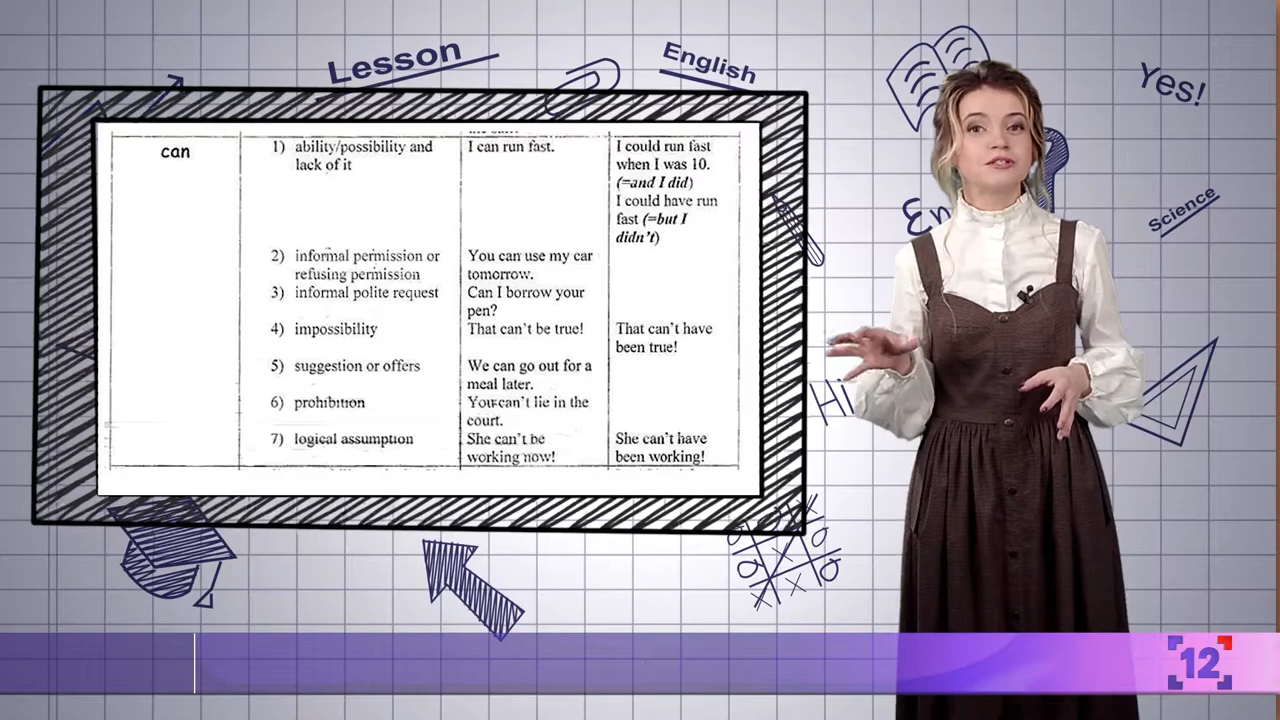 Lesson
English
Yes!
Science
Hi
can
1) ability/possibility and
lack of it
I can run fast.
I could run fast
when I was 10.
(=and I did)
I could have run
fast (=but I
didn't)
2) informal permission or
refusing permission
You can use my car
tomorrow.
3) informal polite request
Can I borrow your
pen?
4) impossibility
That can't be true!
That can't have
been true!
5) suggestion or offers
We can go out for a
meal later.
6) prohibition
You can't lie in the
court.
7) logical assumption
She can't be
working now!
She can't have
been working!
12